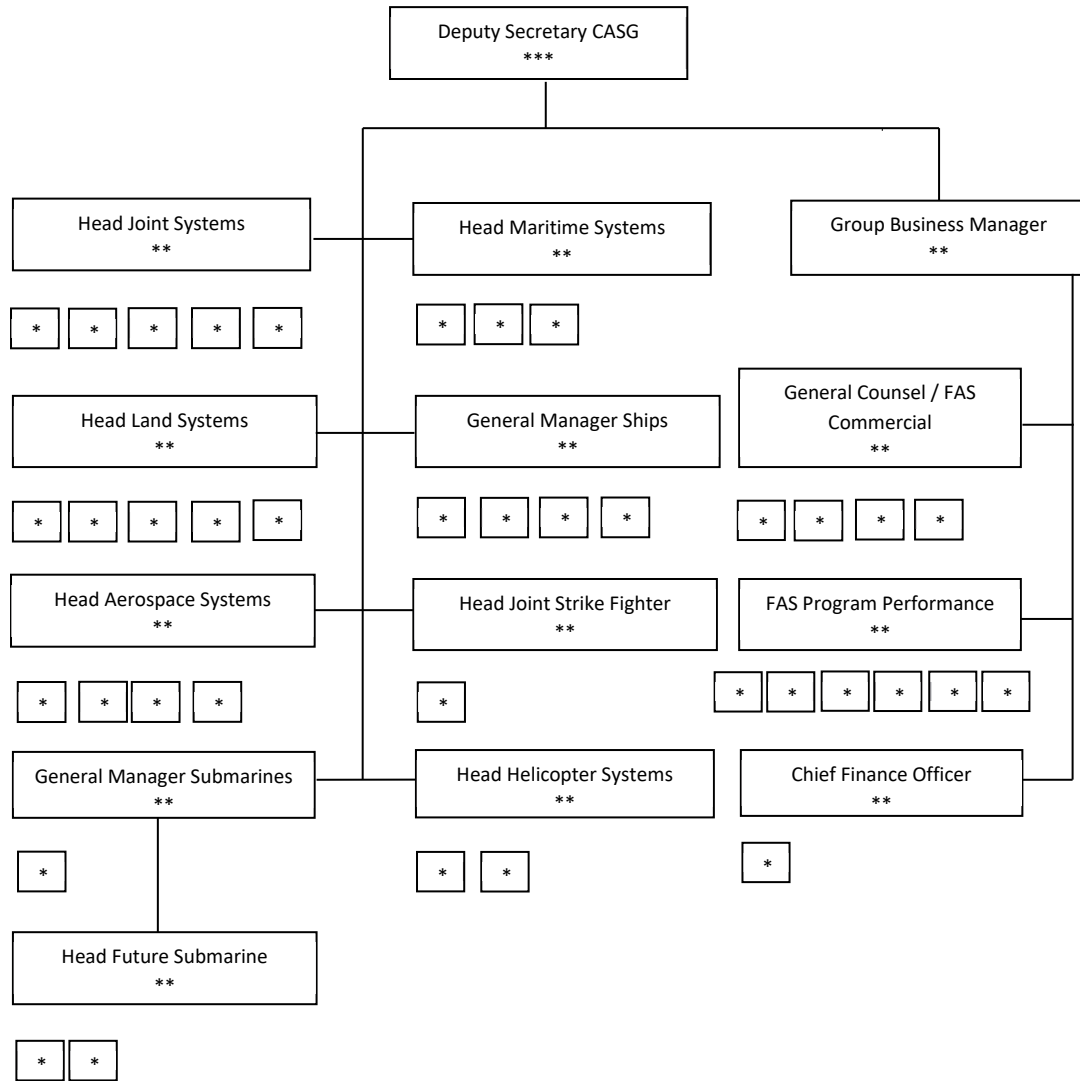 Deputy Secretary CASG
***
Head Joint Systems
**
Head Maritime Systems
**
Group Business Manager
**
* * * * *
* * *
Head Land Systems
**
General Manager Ships
**
General Counsel / FAS
Commercial
**
* * * * *
* * * *
* * * *
Head Aerospace Systems
**
Head Joint Strike Fighter
**
FAS Program Performance
**
* * * *
*
* * * * * *
General Manager Submarines
**
Head Helicopter Systems
**
Chief Finance Officer
**
*
* *
*
Head Future Submarine
**
* *